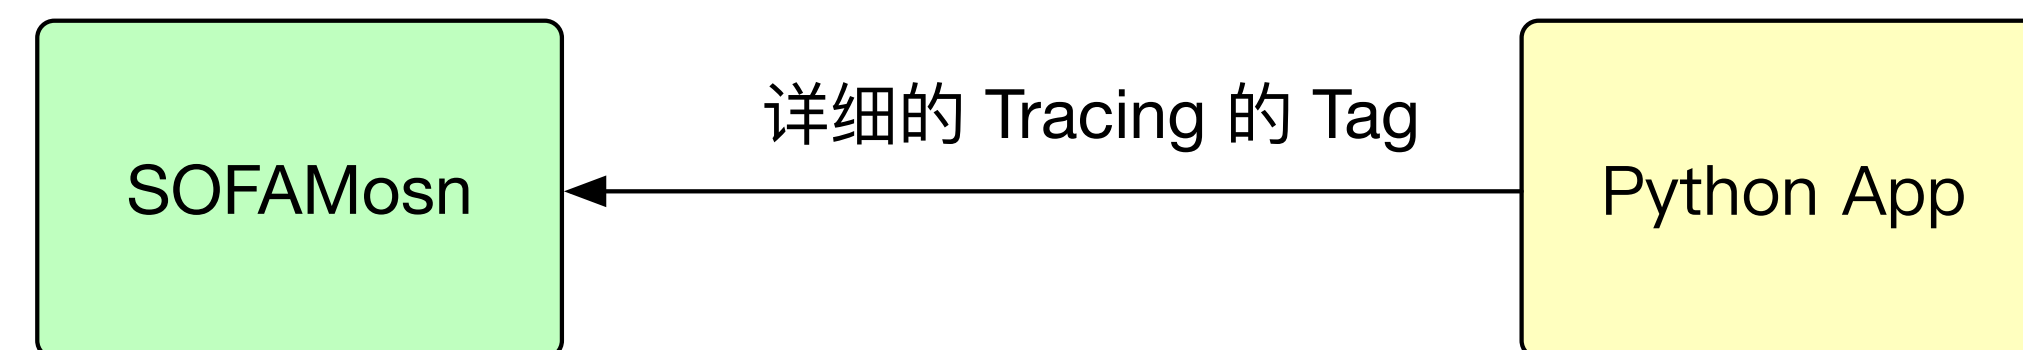 详细的 Tracing 的 Tag
SOFAMosn
Python App